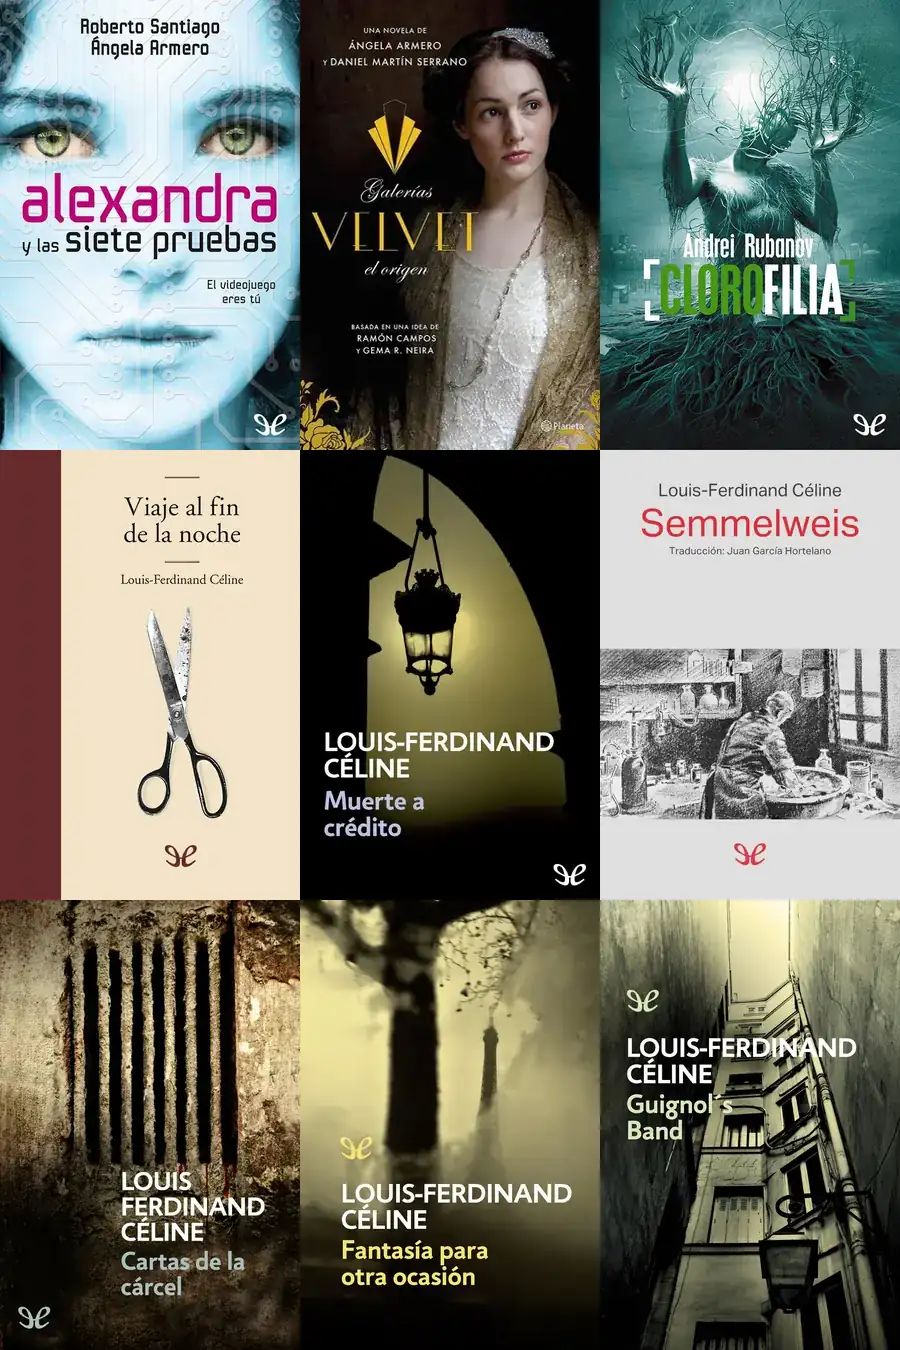 Roberto Santiago
Ángela Armero
alexandra
y las siete pruebas
El videojuego
eres tú
UNA NOVELA DE
ÁNGELA ARMERO
Y DANIEL MARTÍN SERRANO
Galerías
VELVET
el origen
BASADA EN UNA IDEA DE
RAMÓN CAMPOS
Y GEMA R. NEIRA
Planeta
Andrei Rubanov
[CLOROFILIA]
Viaje al fin
de la noche
Louis-Ferdinand Céline
LOUIS-FERDINAND
CÉLINE
Muerte a
crédito
Louis-Ferdinand Céline
Semmelweis
Traducción: Juan García Hortelano
LOUIS
FERDINAND
CÉLINE
Cartas de la
cárcel
LOUIS-FERDINAND
CÉLINE
Fantasía para
otra ocasión
LOUIS-FERDINAND
CÉLINE
Guignol´s
Band